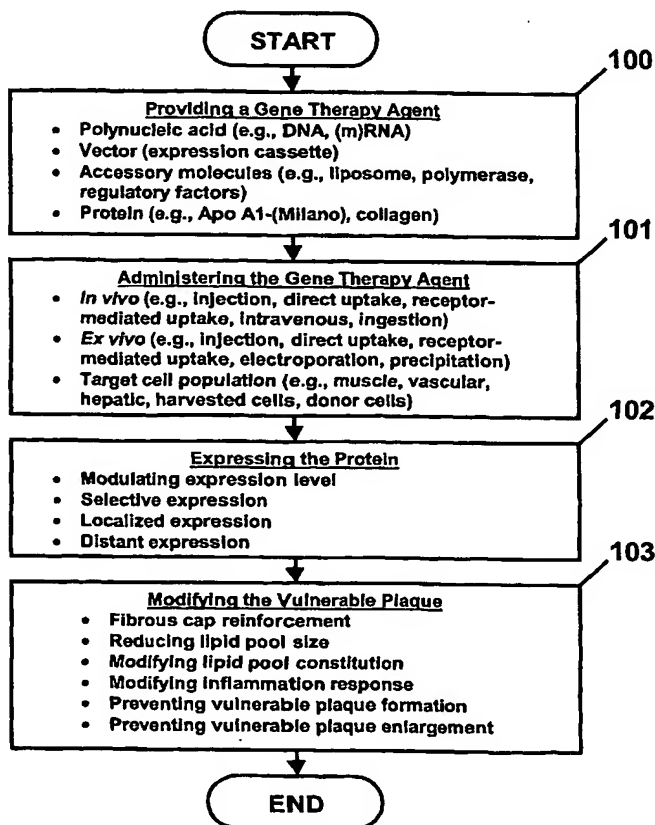 START
100
Providing a Gene Therapy Agent
• Polynucleic acid (e.g., DNA, (m)RNA)
• Vector (expression cassette)
• Accessory molecules (e.g., liposome, polymerase,
regulatory factors)
• Protein (e.g., Apo A1-(Milano), collagen)
101
Administering the Gene Therapy Agent
• In vivo (e.g., injection, direct uptake, receptor-
mediated uptake, intravenous, ingestion)
• Ex vivo (e.g., injection, direct uptake, receptor-
mediated uptake, electroporation, precipitation)
• Target cell population (e.g., muscle, vascular,
hepatic, harvested cells, donor cells)
102
Expressing the Protein
• Modulating expression level
• Selective expression
• Localized expression
• Distant expression
103
Modifying the Vulnerable Plaque
• Fibrous cap reinforcement
• Reducing lipid pool size
• Modifying lipid pool constitution
• Modifying inflammation response
• Preventing vulnerable plaque formation
• Preventing vulnerable plaque enlargement
END